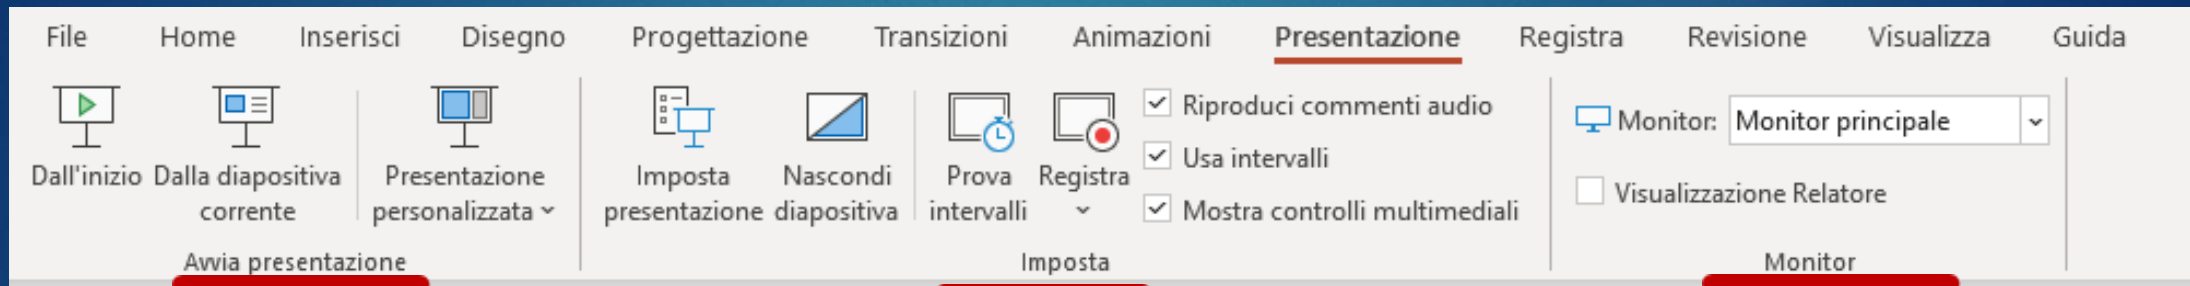 File Home Inserisci Disegno Progettazione Transizioni Animazioni Presentazione Registra Revisione Visualizza Guida
Dall'inizio
Dalla diapositiva
corrente
Presentazione
personalizzata
Avvia presentazione
Imposta
presentazione
Nascondi
diapositiva
Prova
intervalli
Registra
Riproduci commenti audio
Usa intervalli
Mostra controlli multimediali
Imposta
Monitor: Monitor principale
Visualizzazione Relatore
Monitor